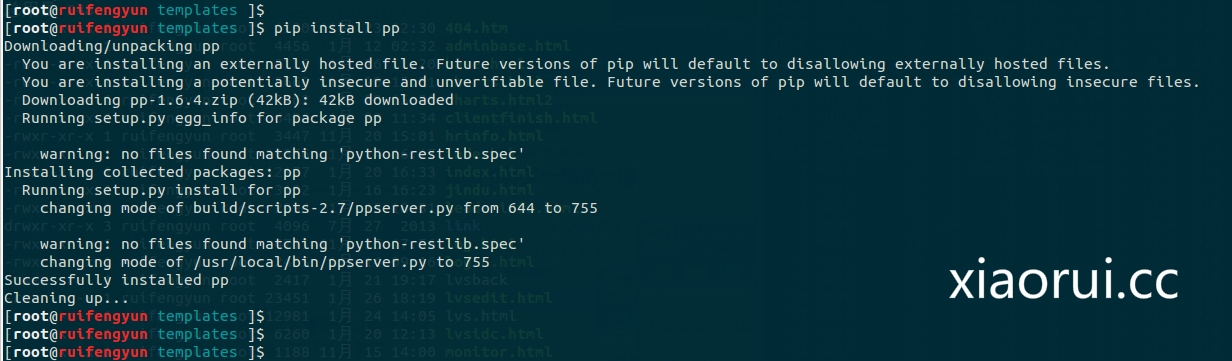 [root@ruifengyun templates ]$
[root@ruifengyun templates ]$ pip install pp
Downloading/unpacking pp
  You are installing an externally hosted file. Future versions of pip will default to disallowing externally hosted files.
  You are installing a potentially insecure and unverifiable file. Future versions of pip will default to disallowing insecure files.
  Downloading pp-1.6.4.zip (42kB): 42kB downloaded
  Running setup.py egg_info for package pp
    warning: no files found matching 'python-restlib.spec'
Installing collected packages: pp
  Running setup.py install for pp
    changing mode of build/scripts-2.7/ppserver.py from 644 to 755
    warning: no files found matching 'python-restlib.spec'
    changing mode of /usr/local/bin/ppserver.py to 755
Successfully installed pp
Cleaning up...
[root@ruifengyun templates ]$
[root@ruifengyun templates ]$
[root@ruifengyun templates ]$
xiaorui.cc